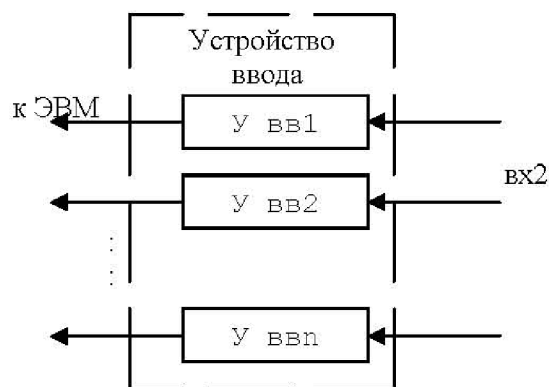 Устройство
ввода
к ЭВМ
У вв1
У вв2
вх2
У ввn